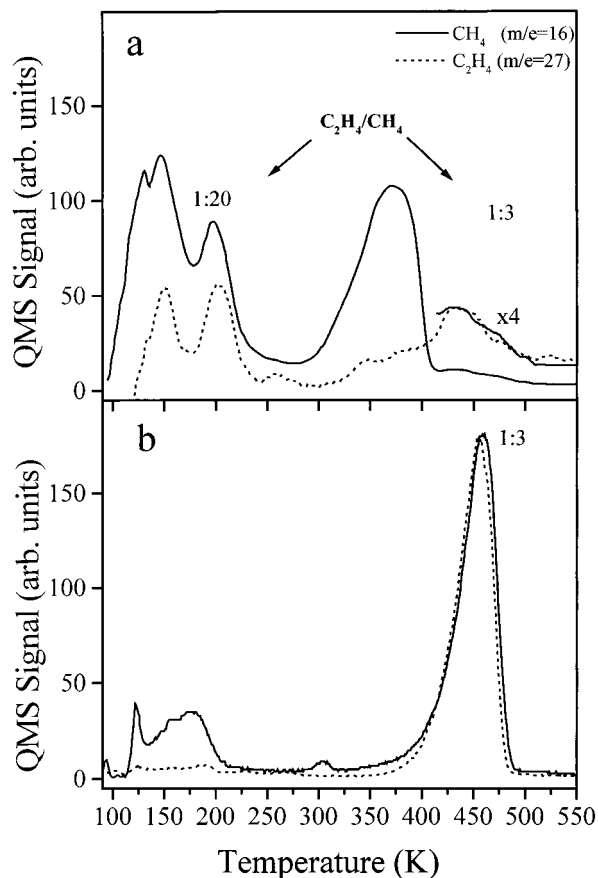 a
CH₄ (m/e=16)
C₂H₄ (m/e=27)
C₂H₄/CH₄
1:20
1:3
x4
QMS Signal (arb. units)
150
100
50
0
b
1:3
QMS Signal (arb. units)
150
100
50
0
100 150 200 250 300 350 400 450 500 550
Temperature (K)